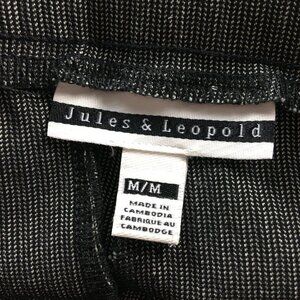 Jules & Leopold
M/M
MADE IN
CAMBODIA
FABRIQUE AU
CAMBODGE